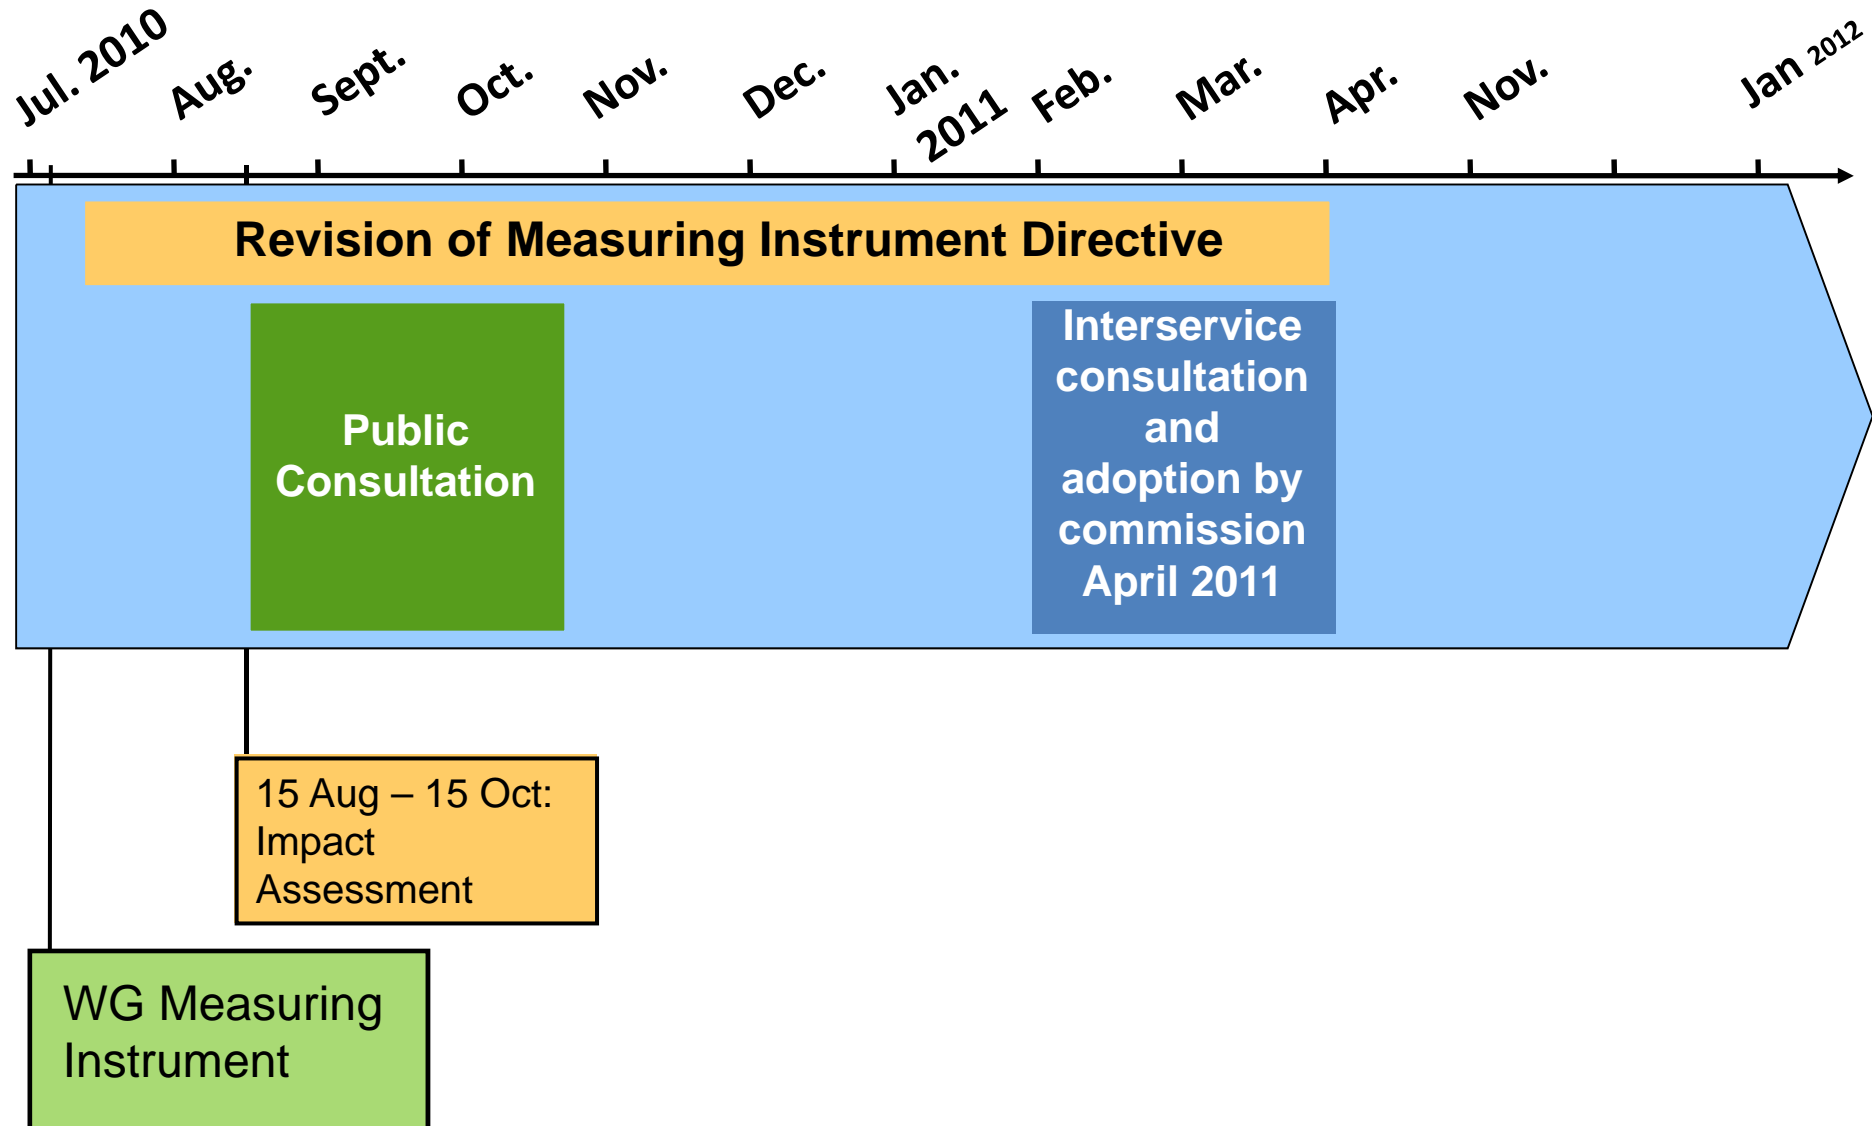 Jul. 2010
Aug.
Sept.
Oct.
Nov.
Dec.
Jan.
2011
Feb.
Mar.
Apr.
Nov.
Jan 2012
Revision of Measuring Instrument Directive
Public
Consultation
Interservice
consultation
and
adoption by
commission
April 2011
15 Aug – 15 Oct:
Impact
Assessment
WG Measuring
Instrument